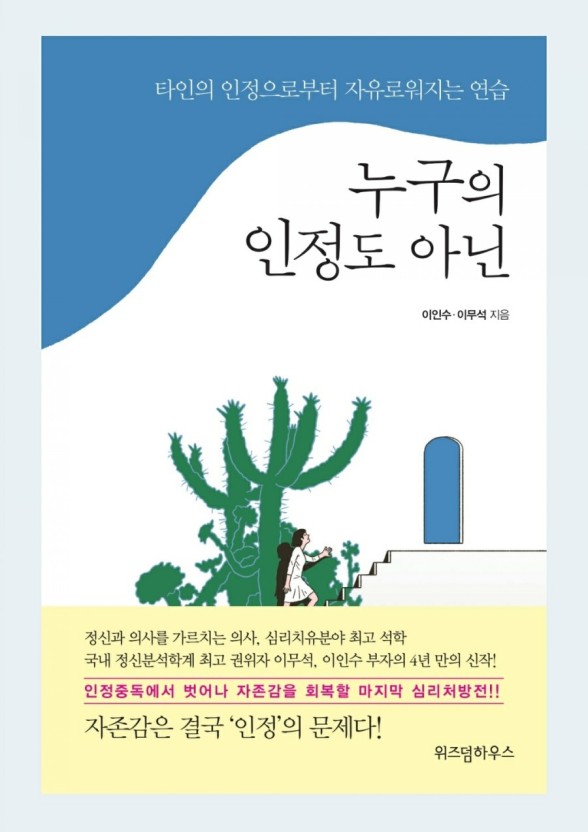 타인의 인정으로부터 자유로워지는 연습
누구의
인정도 아닌
이인수·이무석 지음
정신과 의사를 가르치는 의사, 심리치유분야 최고 석학
국내 정신분석학계 최고 권위자 이무석, 이인수 부자의 4년 만의 신작!
인정중독에서 벗어나 자존감을 회복할 마지막 심리처방전!!
자존감은 결국 ‘인정’의 문제다!
위즈덤하우스